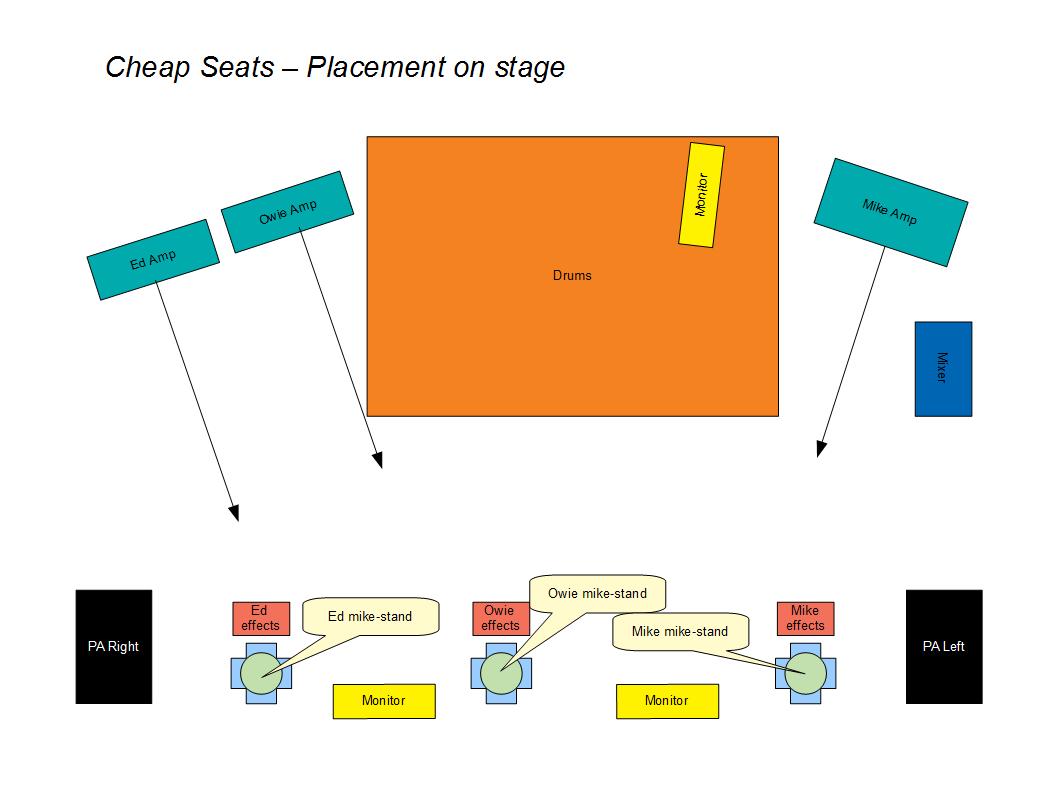 Cheap Seats – Placement on stage
Monitor
Owie Amp
Mike Amp
Ed Amp
Drums
Mixer
Owie mike-stand
Ed
effects
Ed mike-stand
Owie
effects
Mike mike-stand
Mike
effects
PA Right
PA Left
Monitor
Monitor